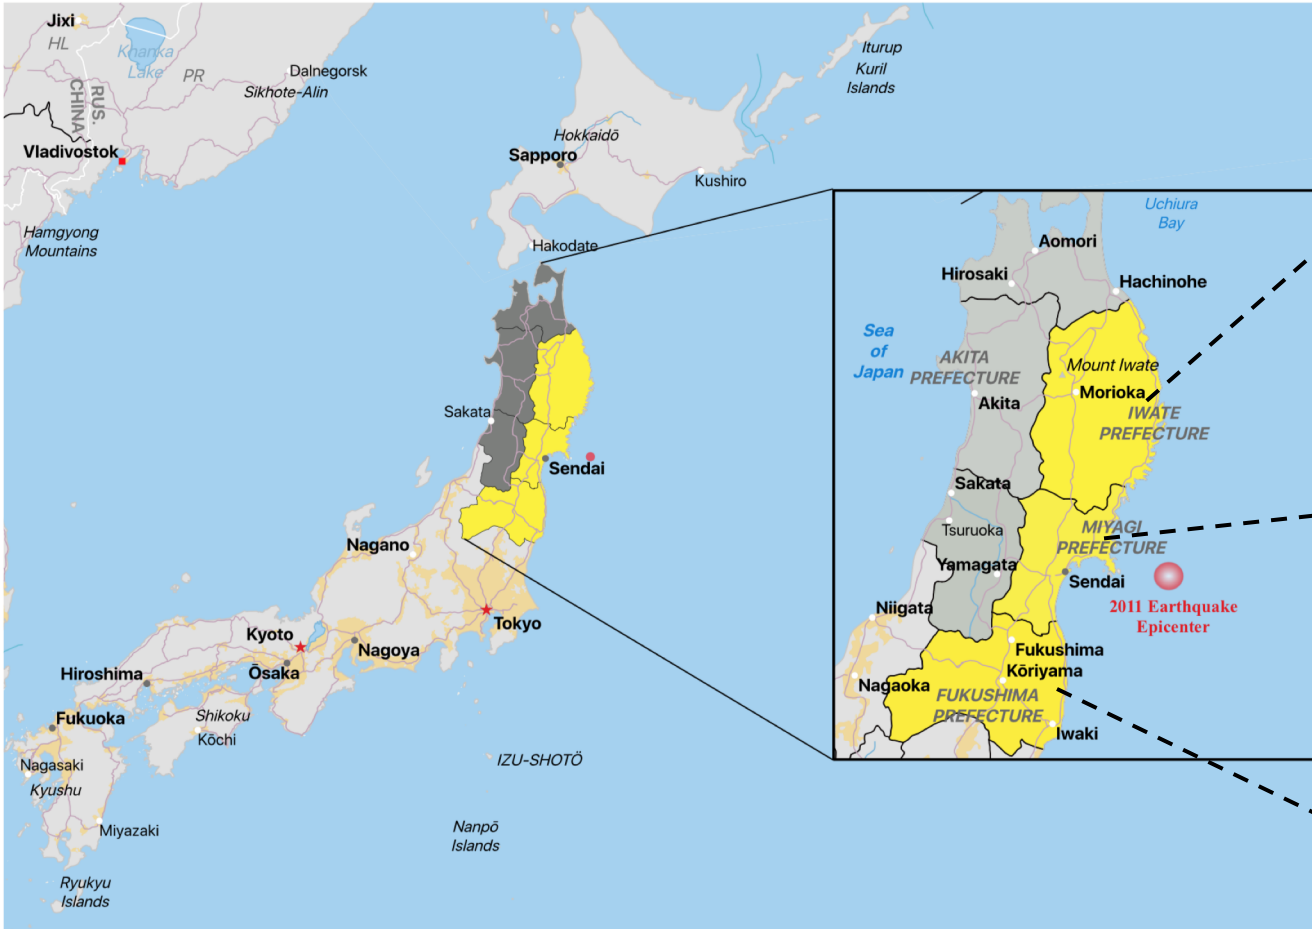 Jixi
HL
Khanka
Lake
PR
RUS.
CHINA
Dalnegorsk
Sikhote-Alin
Vladivostok
Hamgyong
Mountains
Iturup
Kuril
Islands
Hokkaidō
Sapporo
Kushiro
Hakodate
Sakata
Sendai
Nagano
Tokyo
Kyoto
Nagoya
Ōsaka
Hiroshima
Fukuoka
Shikoku
Kōchi
Nagasaki
Kyushu
Miyazaki
IZU-SHOTŌ
Nanpō
Islands
Ryukyu
Islands
Uchiura
Bay
Aomori
Hirosaki
Hachinohe
Sea
of
Japan
AKITA
PREFECTURE
Akita
Mount Iwate
Morioka
IWATE
PREFECTURE
Sakata
Tsuruoka
MIYAGI
PREFECTURE
Yamagata
Sendai
2011 Earthquake
Epicenter
Niigata
Fukushima
Kōriyama
Nagaoka
FUKUSHIMA
PREFECTURE
Iwaki